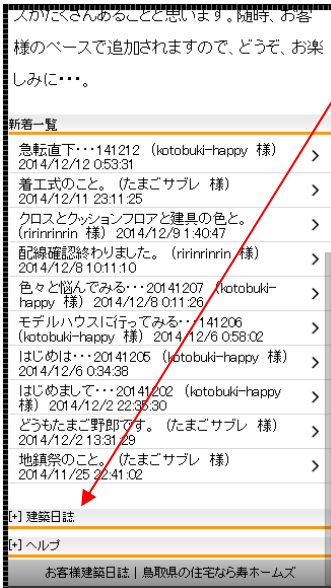 スがたくさんあることと思います。随時、お客
様のペースで追加されますので、どうぞ、お楽
しみに・・・。
新着一覧
急転直下・・・141212 （kotobuki-happy 様）
2014/12/12 0:53:31
着工式のこと。（たまごサブレ 様）
2014/12/11 23:11:25
クロスとクッションフロアと建具の色と。
(ririnrinrin 様) 2014/12/9 1:40:47
配線確認終わりました。（ririnrinrin 様）
2014/12/8 10:11:10
色々と悩んでみる・・・20141207 （kotobuki-
happy 様） 2014/12/8 0:11:26
モデルハウスに行ってみる・・・141206
(kotobuki-happy 様) 2014/12/6 0:58:02
はじめは・・・20141205 （kotobuki-happy 様）
2014/12/6 0:34:38
はじめまして・・・20141202 （kotobuki-happy
様） 2014/12/2 22:35:30
どうもたまご野郎です。（たまごサブレ 様）
2014/12/2 13:31:29
地鎮祭のこと。（たまごサブレ 様）
2014/11/25 22:41:02
[+] 建築日誌
[+] ヘルプ
お客様建築日誌 | 鳥取県の住宅なら寿ホームズ